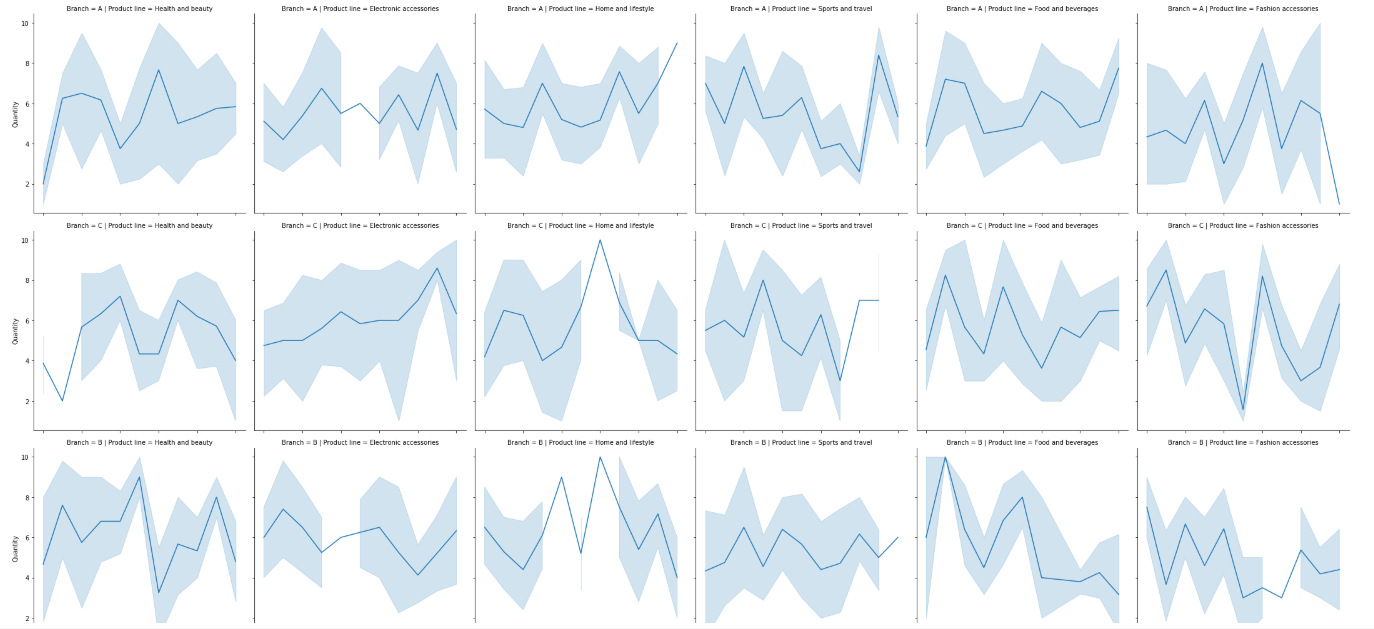 Branch = A | Product line = Health and beauty
Branch = A | Product line = Electronic accessories
Branch = A | Product line = Home and lifestyle
Branch = A | Product line = Sports and travel
Branch = A | Product line = Food and beverages
Branch = A | Product line = Fashion accessories
10
8
6
4
2
Quantity
Branch = C | Product line = Health and beauty
Branch = C | Product line = Electronic accessories
Branch = C | Product line = Home and lifestyle
Branch = C | Product line = Sports and travel
Branch = C | Product line = Food and beverages
Branch = C | Product line = Fashion accessories
10
8
6
4
2
Quantity
Branch = B | Product line = Health and beauty
Branch = B | Product line = Electronic accessories
Branch = B | Product line = Home and lifestyle
Branch = B | Product line = Sports and travel
Branch = B | Product line = Food and beverages
Branch = B | Product line = Fashion accessories
10
8
6
4
2
Quantity